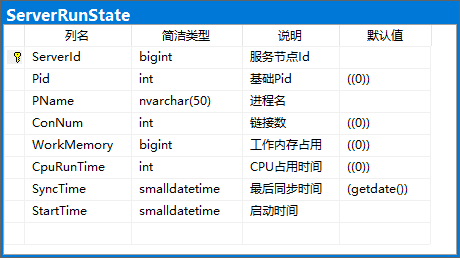 ServerRunState
列名 简洁类型 说明 默认值
ServerId bigint 服务节点Id
Pid int 基础Pid ((0))
PName nvarchar(50) 进程名
ConNum int 链接数 ((0))
WorkMemory bigint 工作内存占用 ((0))
CpuRunTime int CPU占用时间 ((0))
SyncTime smalldatetime 最后同步时间 (getdate())
StartTime smalldatetime 启动时间